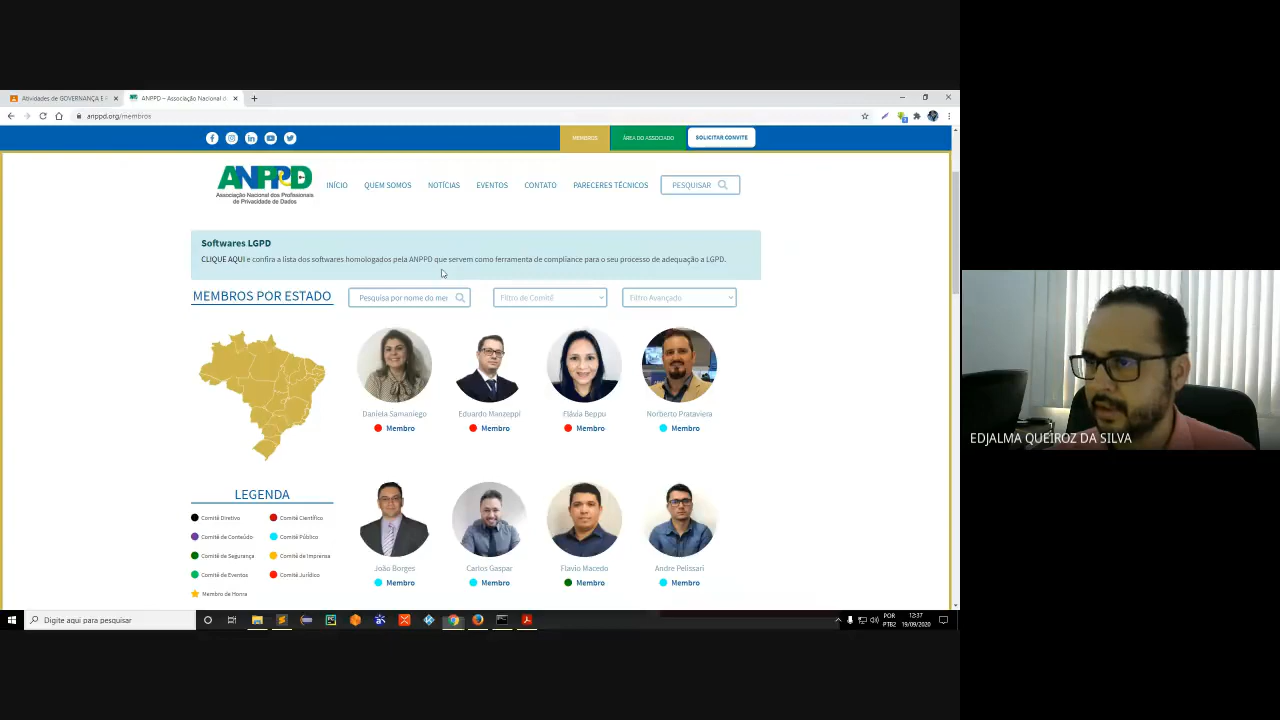 Atividades de GOVERNANÇA E
ANPPD – Associação Nacional d
anppd.org/membros
MEMBROS
ÁREA DO ASSOCIADO
SOLICITAR CONVITE
ANPPD
Associação Nacional dos Profissionais
de Privacidade de Dados
INÍCIO
QUEM SOMOS
NOTÍCIAS
EVENTOS
CONTATO
PARECERES TÉCNICOS
PESQUISAR
Softwares LGPD
CLIQUE AQUI e confira a lista dos softwares homologados pela ANPPD que servem como ferramenta de compliance para o seu processo de adequação a LGPD.
MEMBROS POR ESTADO
Pesquisa por nome do mer
Filtro de Comitê
Filtro Avançado
Daniela Samaniego
Eduardo Manzeppi
Flávia Beppu
Norberto Prataviera
Membro
Membro
Membro
Membro
EDJALMA QUEIROZ DA SILVA
LEGENDA
Comitê Diretivo
Comitê Científico
Comitê de Conteúdo
Comitê Público
Comitê de Segurança
Comitê de Imprensa
Comitê de Eventos
Comitê Jurídico
Membro de Honra
João Borges
Carlos Gaspar
Flavio Macedo
Andre Pelissari
Membro
Membro
Membro
Membro
Digite aqui para pesquisar
POR
PTB2
12:37
19/09/2020